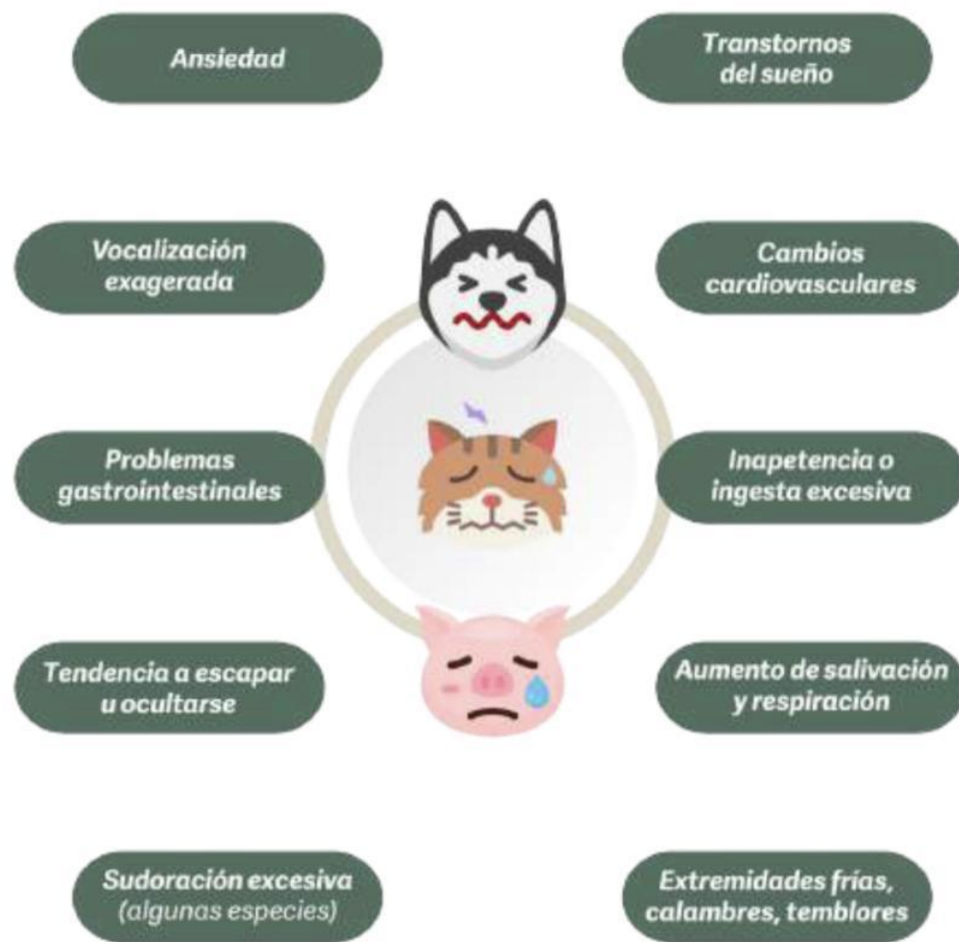 Ansiedad
Transtornos
del sueño
Vocalización
exagerada
Cambios
cardiovasculares
Problemas
gastrointestinales
Inapetencia o
ingesta excesiva
Tendencia a escapar
u ocultarse
Aumento de salivación
y respiración
Sudoración excesiva
(algunas especies)
Extremidades frías,
calambres, temblores